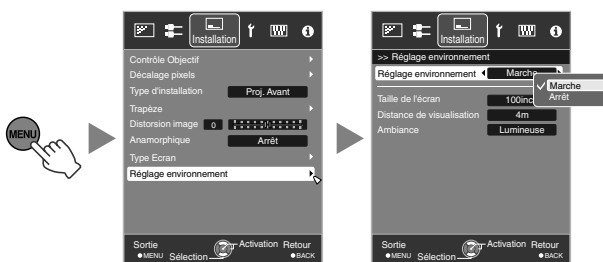 MENU
Installation
Contrôle Objectif
Décalage pixels
Type d'installation Proj. Avant
Trapèze
Distorsion image 0
Anamorphique Arrêt
Type Ecran
Réglage environnement
Sortie Activation Retour
MENU Sélection BACK
Installation
>> Réglage environnement
Réglage environnement Marche
Marche
Arrêt
Taille de l'écran 100inc
Distance de visualisation 4m
Ambiance Lumineuse
Sortie Activation Retour
MENU Sélection BACK